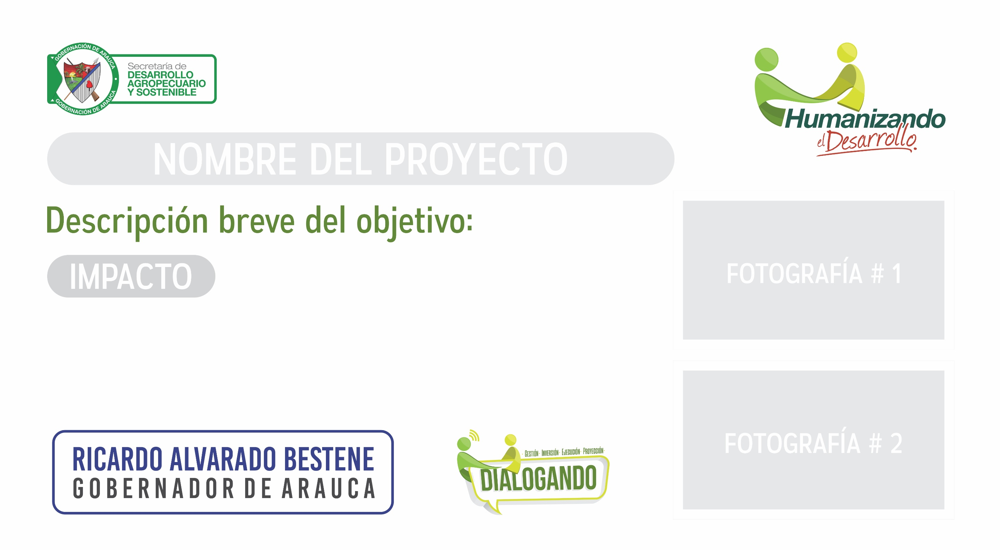 GOBERNACIÓN DE ARAUCA
GOBERNACIÓN DE ARAUCA
Secretaría de
DESARROLLO
AGROPECUARIO
Y SOSTENIBLE
Humanizando
el Desarrollo
NOMBRE DEL PROYECTO
Descripción breve del objetivo:
IMPACTO
FOTOGRAFÍA # 1
FOTOGRAFÍA # 2
RICARDO ALVARADO BESTENE
GOBERNADOR DE ARAUCA
· GESTIÓN · INVERSIÓN · EJECUCIÓN · PROYECCIÓN ·
DIALOGANDO